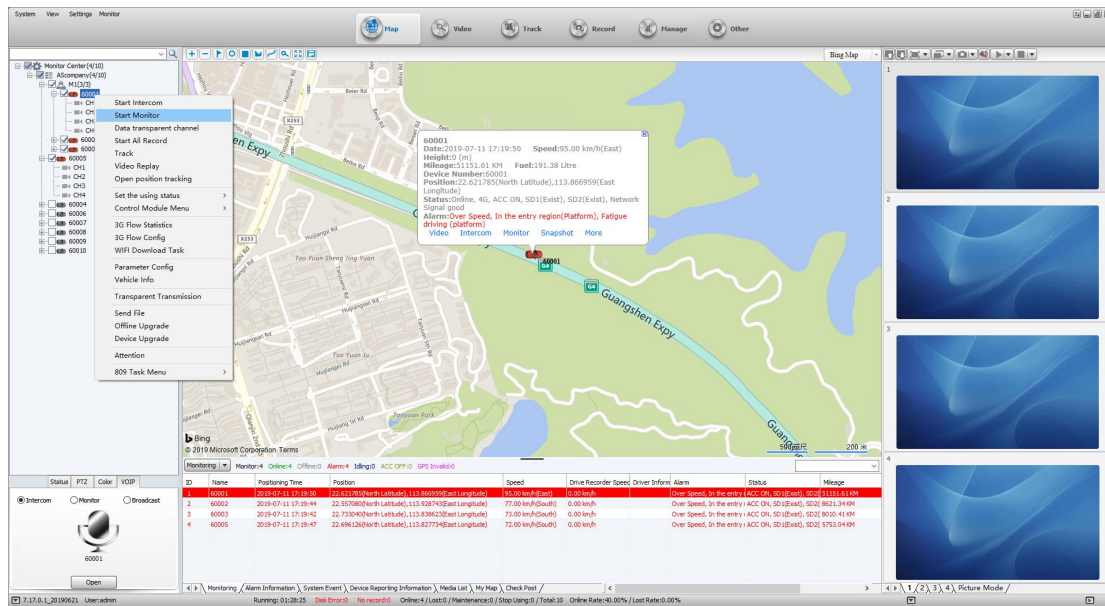 System View Settings Monitor
Map Video Track Record Manage Other
Bing Map
Monitor Center(4/10)
AScompany(4/10)
M1(3/3)
60001
CH
CH
CH
CH
6000
6000
60005
CH1
CH2
CH3
CH4
60004
60006
60007
60008
60009
60010
Start Intercom
Start Monitor
Data transparent channel
Start All Record
Track
Video Replay
Open position tracking
Set the using status >
Control Module Menu >
3G Flow Statistics
3G Flow Config
WIFI Download Task
Parameter Config
Vehicle Info
Transparent Transmission
Send File
Offline Upgrade
Device Upgrade
Attention
809 Task Menu >
Beier Rd
X253
Beiba Rd
en Expy
X253
Huijiangbei Rd
Tao Yuan Sheng Jing Yuan
Huijiangxi Rd
Tao Yuan Ju
Taoyuan Park
Huijiang 1st Rd
G4
G4
Guangshen Expy
60001
Date:2019-07-11 17:19:50 Speed:95.00 km/h(East)
Height:0 (m)
Mileage:51151.61 KM Fuel:191.38 Litre
Device Number:60001
Position:22.621785(North Latitude),113.866959(East
Longitude)
Status:Online, 4G, ACC ON, SD1(Exist), SD2(Exist), Network
Signal good
Alarm:Over Speed, In the entry region(Platform), Fatigue
driving (platform)
Video Intercom Monitor Snapshot More
60001
Bing
© 2019 Microsoft Corporation Terms
500 英尺 200 米
1
2
3
4
Monitoring Monitor:4 Online:4 Offline:0 Alarm:4 Idling:0 ACC OFF:0 GPS Invalid:0
ID Name Positioning Time Position Speed Drive Recorder Speed Driver Inform Alarm Status Mileage
1 60001 2019-07-11 17:19:50 22.621785(North Latitude),113.866959(East Longitude) 95.00 km/h(East) 0.00 km/h Over Speed, In the entry r ACC ON, SD1(Exist), SD2( 51151.61 KM
2 60002 2019-07-11 17:19:44 22.557080(North Latitude),113.928743(East Longitude) 77.00 km/h(South) 0.00 km/h Over Speed, In the entry r ACC ON, SD1(Exist), SD2( 8621.34 KM
3 60003 2019-07-11 17:19:42 22.733040(North Latitude),113.838623(East Longitude) 73.00 km/h(South) 0.00 km/h Over Speed, In the entry r ACC ON, SD1(Exist), SD2( 8010.41 KM
4 60005 2019-07-11 17:19:47 22.696126(North Latitude),113.827734(East Longitude) 72.00 km/h(South) 0.00 km/h Over Speed, In the entry r ACC ON, SD1(Exist), SD2( 5753.04 KM
Status PTZ Color VOIP
Intercom Monitor Broadcast
60001
Open
Monitoring / Alarm Information \ System Event \ Device Reporting Information \ Media List \ My Map \ Check Post /
1 \ 2 \ 3 \ 4 \ Picture Mode /
7.17.0.1_20190621 User:admin Running: 01:28:25 Disk Error:0 No record:0 Online:4 / Lost:0 / Maintenance:0 / Stop Using:0 / Total:10 Online Rate:40.00% / Lost Rate:0.00%